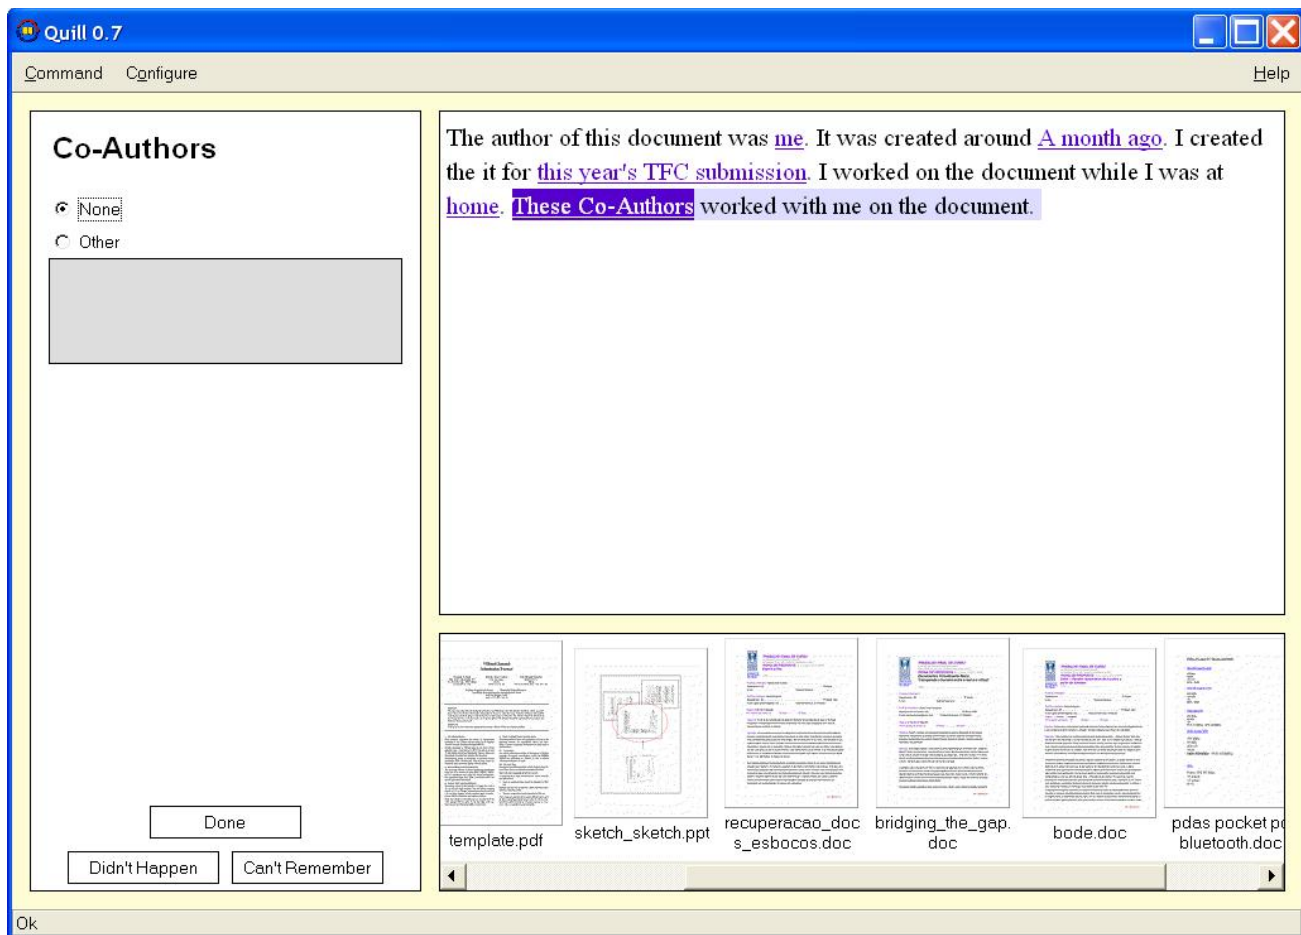 Quill 0.7
Command Configure Help
Co-Authors
None
Other
Done
Didn't Happen Can't Remember
The author of this document was me. It was created around A month ago. I created
the it for this year's TFC submission. I worked on the document while I was at
home. These Co-Authors worked with me on the document.
template.pdf
sketch_sketch.ppt
recuperacao_doc
s_esbocos.doc
bridging_the_gap.
doc
bode.doc
pdas pocket pc
bluetooth.doc
Ok